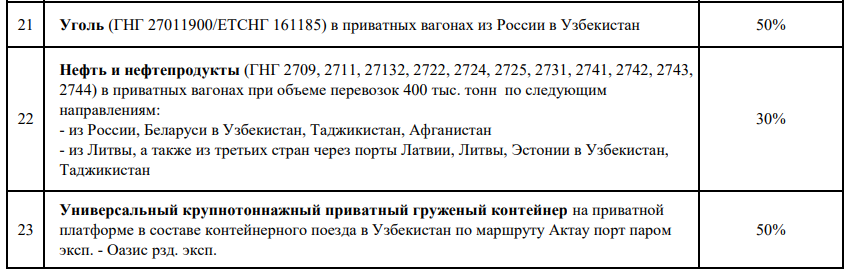 21 Уголь (ГНГ 27011900/ЕТСНГ 161185) в приватных вагонах из России в Узбекистан 50%
Нефть и нефтепродукты (ГНГ 2709, 2711, 27132, 2722, 2724, 2725, 2731, 2741, 2742, 2743,
2744) в приватных вагонах при объеме перевозок 400 тыс. тонн по следующим
направлениям:
22 30%
- из России, Беларуси в Узбекистан, Таджикистан, Афганистан
- из Литвы, а также из третьих стран через порты Латвии, Литвы, Эстонии в Узбекистан,
Таджикистан
Универсальный крупнотоннажный приватный груженый контейнер на приватной
23 платформе в составе контейнерного поезда в Узбекистан по маршруту Актау порт паром 50%
эксп. - Оазис рзд. эксп.